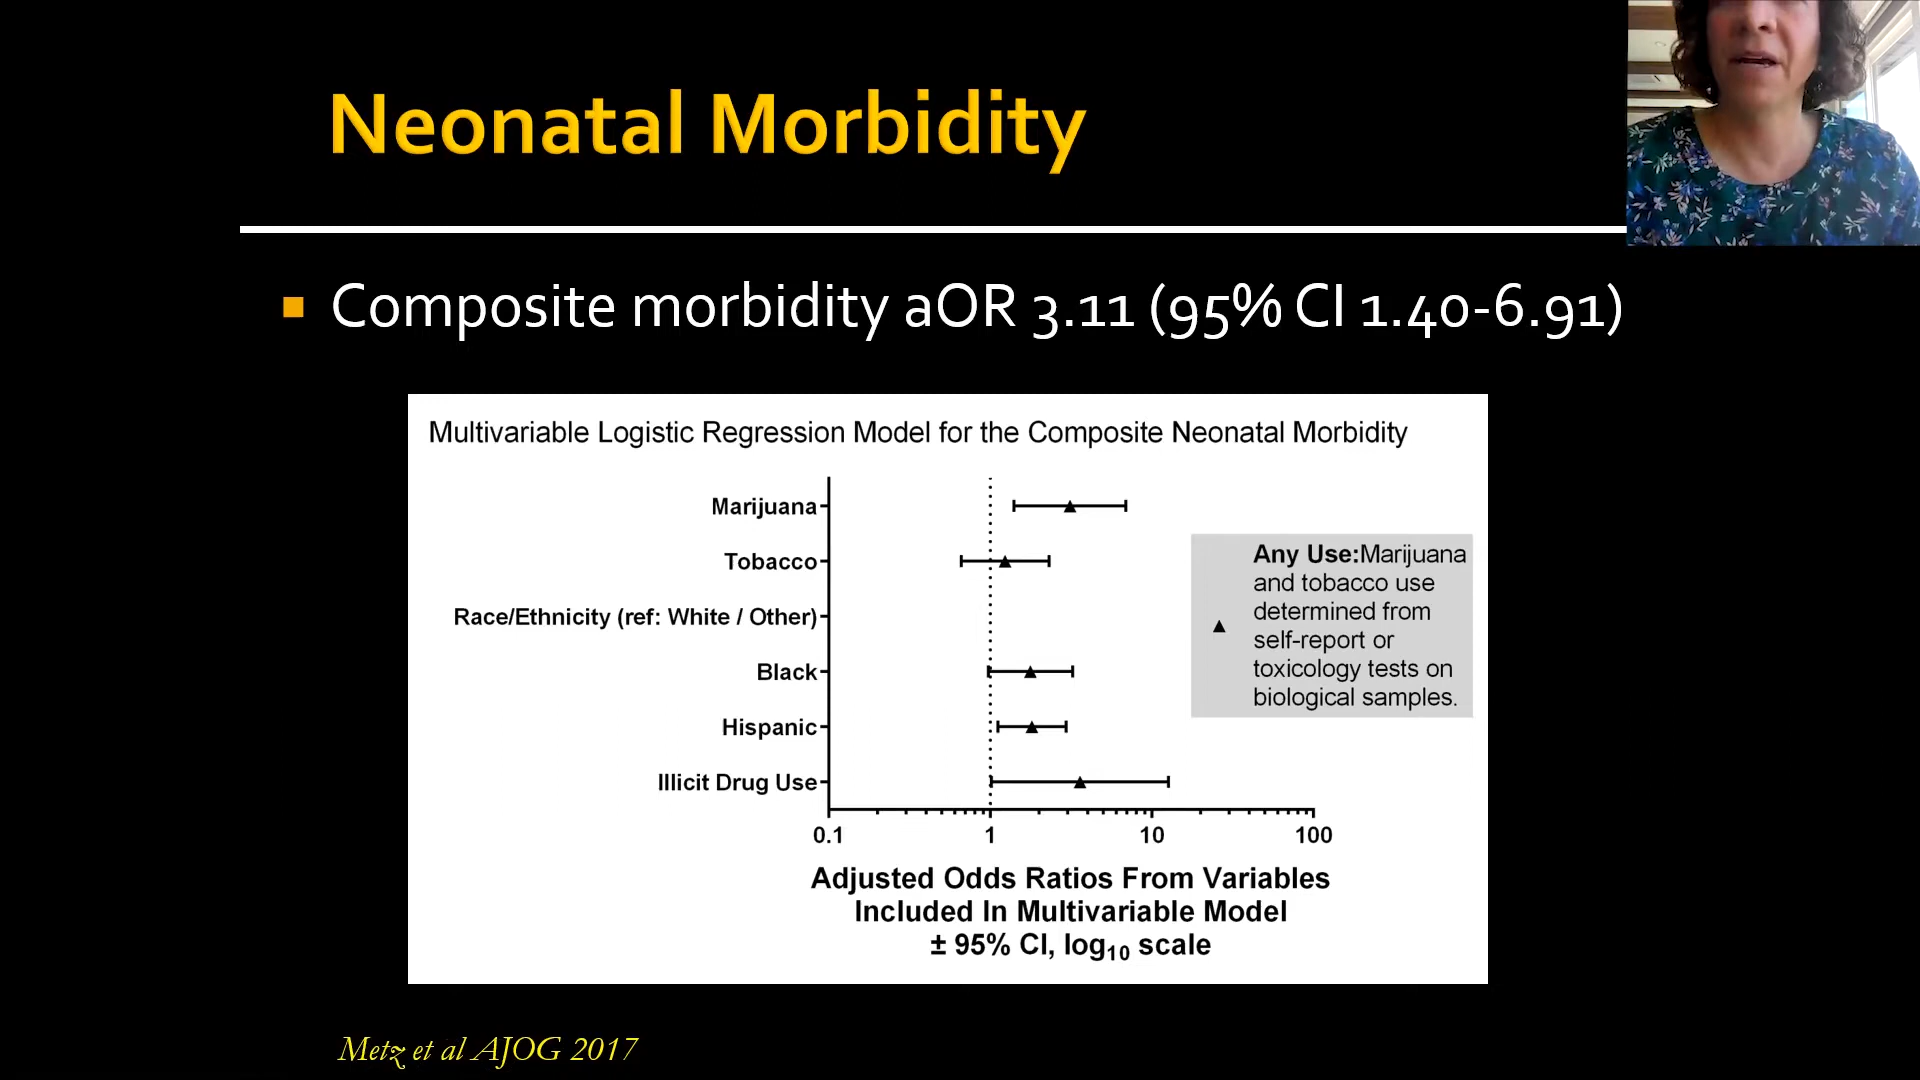 Neonatal Morbidity
Composite morbidity aOR 3.11 (95% CI 1.40-6.91)
Multivariable Logistic Regression Model for the Composite Neonatal Morbidity
Marijuana
Tobacco
Race/Ethnicity (ref: White / Other)
Black
Hispanic
Illicit Drug Use
0.1 1 10 100
Adjusted Odds Ratios From Variables
Included In Multivariable Model
± 95% CI, log₁₀ scale
Any Use:Marijuana
and tobacco use
determined from
self-report or
toxicology tests on
biological samples.
Metz et al AJOG 2017